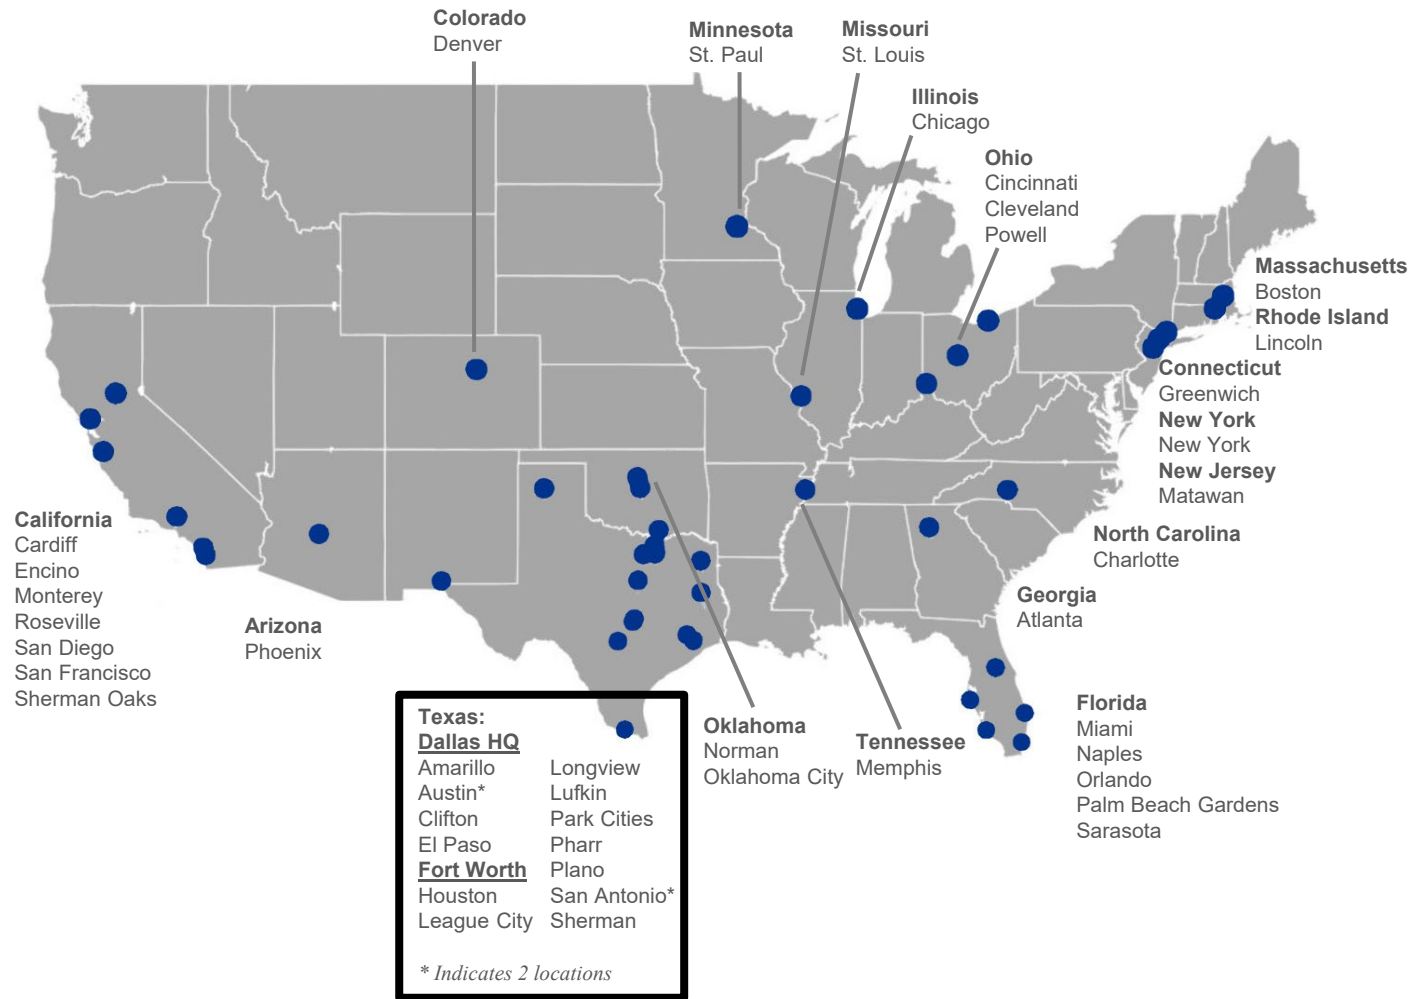 Colorado
Denver
Minnesota
St. Paul
Missouri
St. Louis
Illinois
Chicago
Ohio
Cincinnati
Cleveland
Powell
Massachusetts
Boston
Rhode Island
Lincoln
Connecticut
Greenwich
New York
New York
New Jersey
Matawan
North Carolina
Charlotte
Georgia
Atlanta
California
Cardiff
Encino
Monterey
Roseville
San Diego
San Francisco
Sherman Oaks
Arizona
Phoenix
Texas:
Dallas HQ
Amarillo
Austin*
Clifton
El Paso
Fort Worth
Houston
League City
Longview
Lufkin
Park Cities
Pharr
Plano
San Antonio*
Sherman
* Indicates 2 locations
Oklahoma
Norman
Oklahoma City
Tennessee
Memphis
Florida
Miami
Naples
Orlando
Palm Beach Gardens
Sarasota